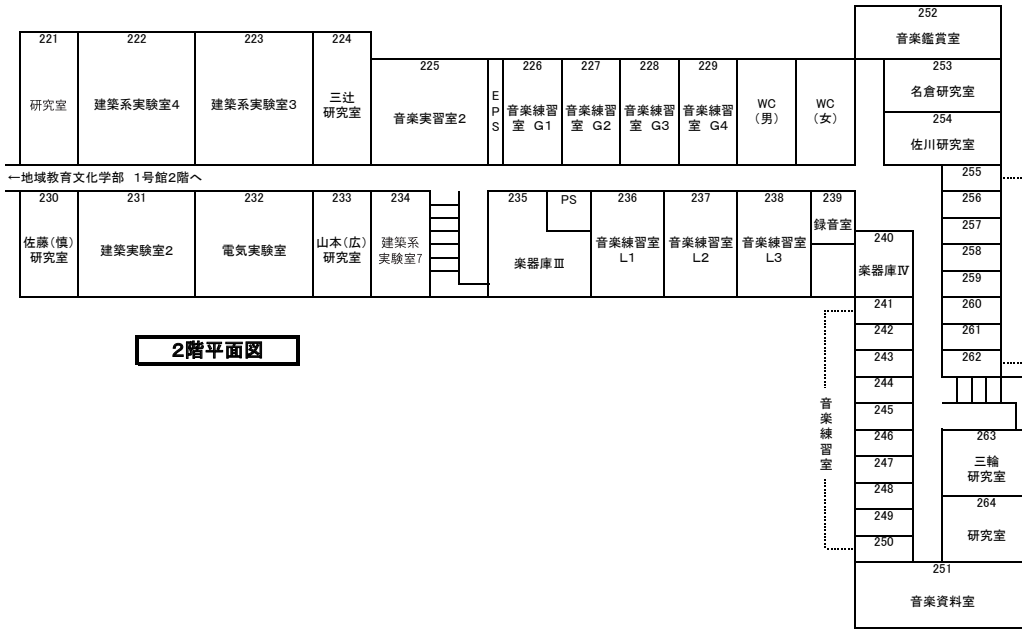 252
音楽鑑賞室
221
222
223
224
研究室
建築系実験室4
建築系実験室3
三辻
研究室
225
音楽実習室2
E
P
S
226
音楽練習
室 G1
227
音楽練習
室 G2
228
音楽練習
室 G3
229
音楽練習
室 G4
WC
(男)
WC
(女)
253
名倉研究室
254
佐川研究室
←地域教育文化学部 1号館2階へ
230
佐藤(慎)
研究室
231
建築実験室2
232
電気実験室
233
山本(広)
研究室
234
建築系
実験室7
235
楽器庫Ⅲ
PS
236
音楽練習室
L1
237
音楽練習室
L2
238
音楽練習室
L3
239
録音室
240
楽器庫Ⅳ
255
256
257
258
259
260
261
262
2階平面図
241
242
243
244
245
246
247
248
249
250
音楽練習室
263
三輪
研究室
264
研究室
251
音楽資料室